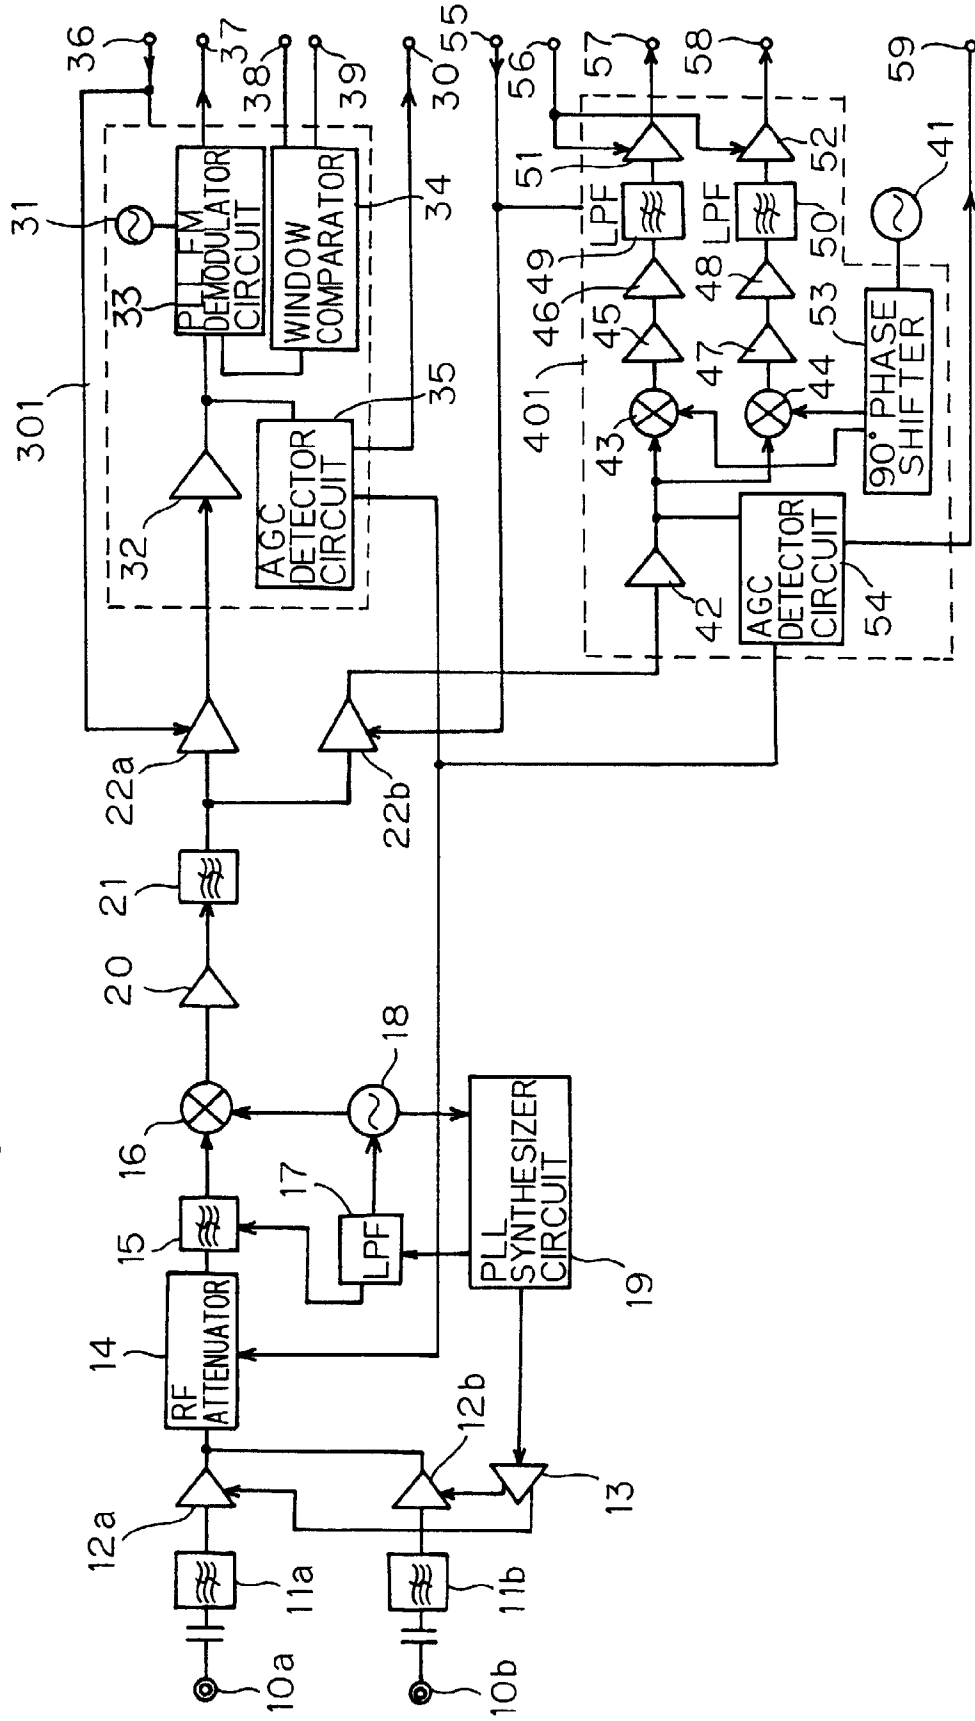 10a
11a
12a
RF
ATTENUATOR
14
15
16
20
21
22a
301
32
33
PLL FM
DEMODULATOR
CIRCUIT
31
WINDOW
COMPARATOR
34
AGC
DETECTOR
CIRCUIT
35
36
37
38
39
30
55
10b
11b
12b
13
LPF
17
18
PLL
SYNTHESIZER
CIRCUIT
19
22b
401
42
43
45
46
LPF
49
51
56
57
44
47
48
LPF
50
52
58
90° PHASE
SHIFTER
53
41
AGC
DETECTOR
CIRCUIT
54
59